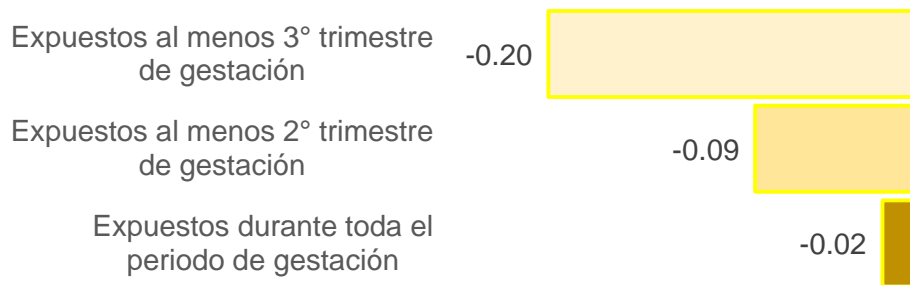 Expuestos al menos 3° trimestre
de gestación
-0.20
Expuestos al menos 2° trimestre
de gestación
-0.09
Expuestos durante toda el
periodo de gestación
-0.02